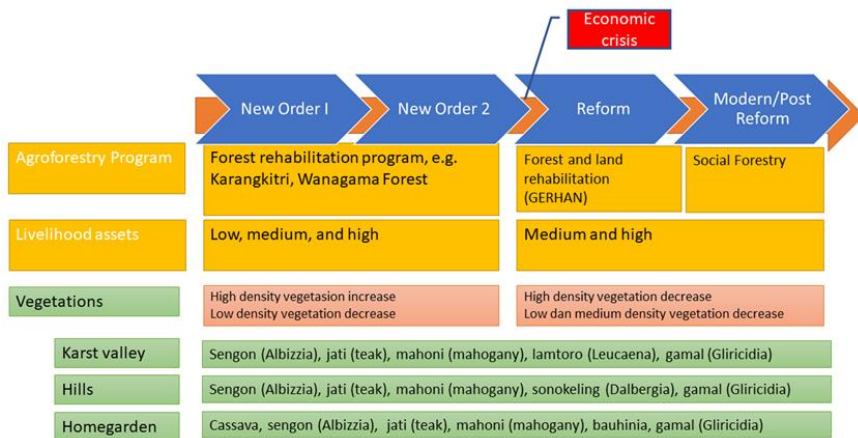 Economic
crisis
New Order I
New Order 2
Reform
Modern/Post
Reform
Agroforestry Program
Forest rehabilitation program, e.g.
Karangkitri, Wanagama Forest
Forest and land
rehabilitation
(GERHAN)
Social Forestry
Livelihood assets
Low, medium, and high
Medium and high
Vegetations
High density vegetasion increase
Low density vegetation decrease
High density vegetation decrease
Low dan medium density vegetation decrease
Karst valley
Sengon (Albizzia), jati (teak), mahoni (mahogany), lamtoro (Leucaena), gamal (Gliricidia)
Hills
Sengon (Albizzia), jati (teak), mahoni (mahogany), sonokeling (Dalbergia), gamal (Gliricidia)
Homegarden
Cassava, sengon (Albizzia), jati (teak), mahoni (mahogany), bauhinia, gamal (Gliricidia)